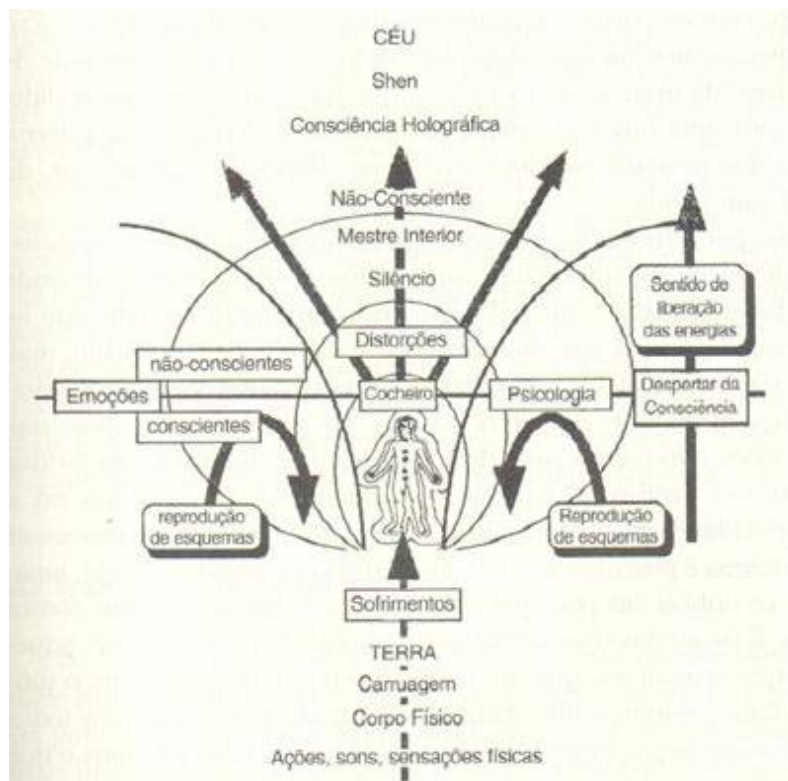 CÉU
Shen
Consciência Holográfica
Não-Consciente
Mestre Interior
Silêncio
Sentido de
liberação
das energias
Distorções
não-conscientes
Emoções
Cocheiro
Psicologia
Despertar da
Consciência
conscientes
reprodução
de esquemas
Reprodução
de esquemas
Sofrimentos
TERRA
Carruagem
Corpo Físico
Ações, sons, sensações físicas